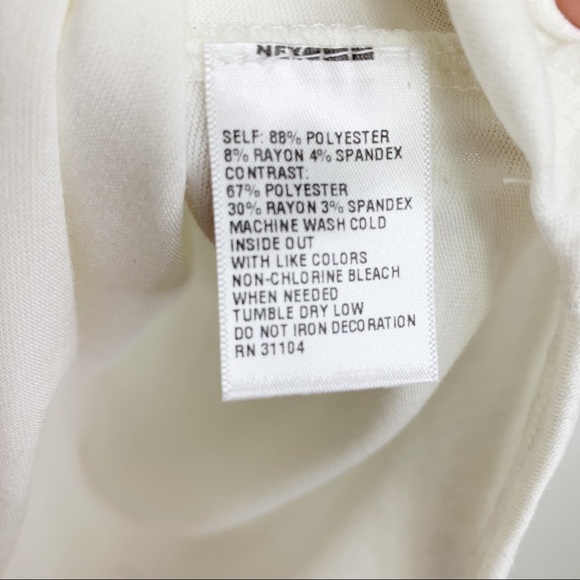 SELF: 88% POLYESTER
8% RAYON 4% SPANDEX
CONTRAST:
67% POLYESTER
30% RAYON 3% SPANDEX
MACHINE WASH COLD
INSIDE OUT
WITH LIKE COLORS
NON-CHLORINE BLEACH
WHEN NEEDED
TUMBLE DRY LOW
DO NOT IRON DECORATION
RN 31104